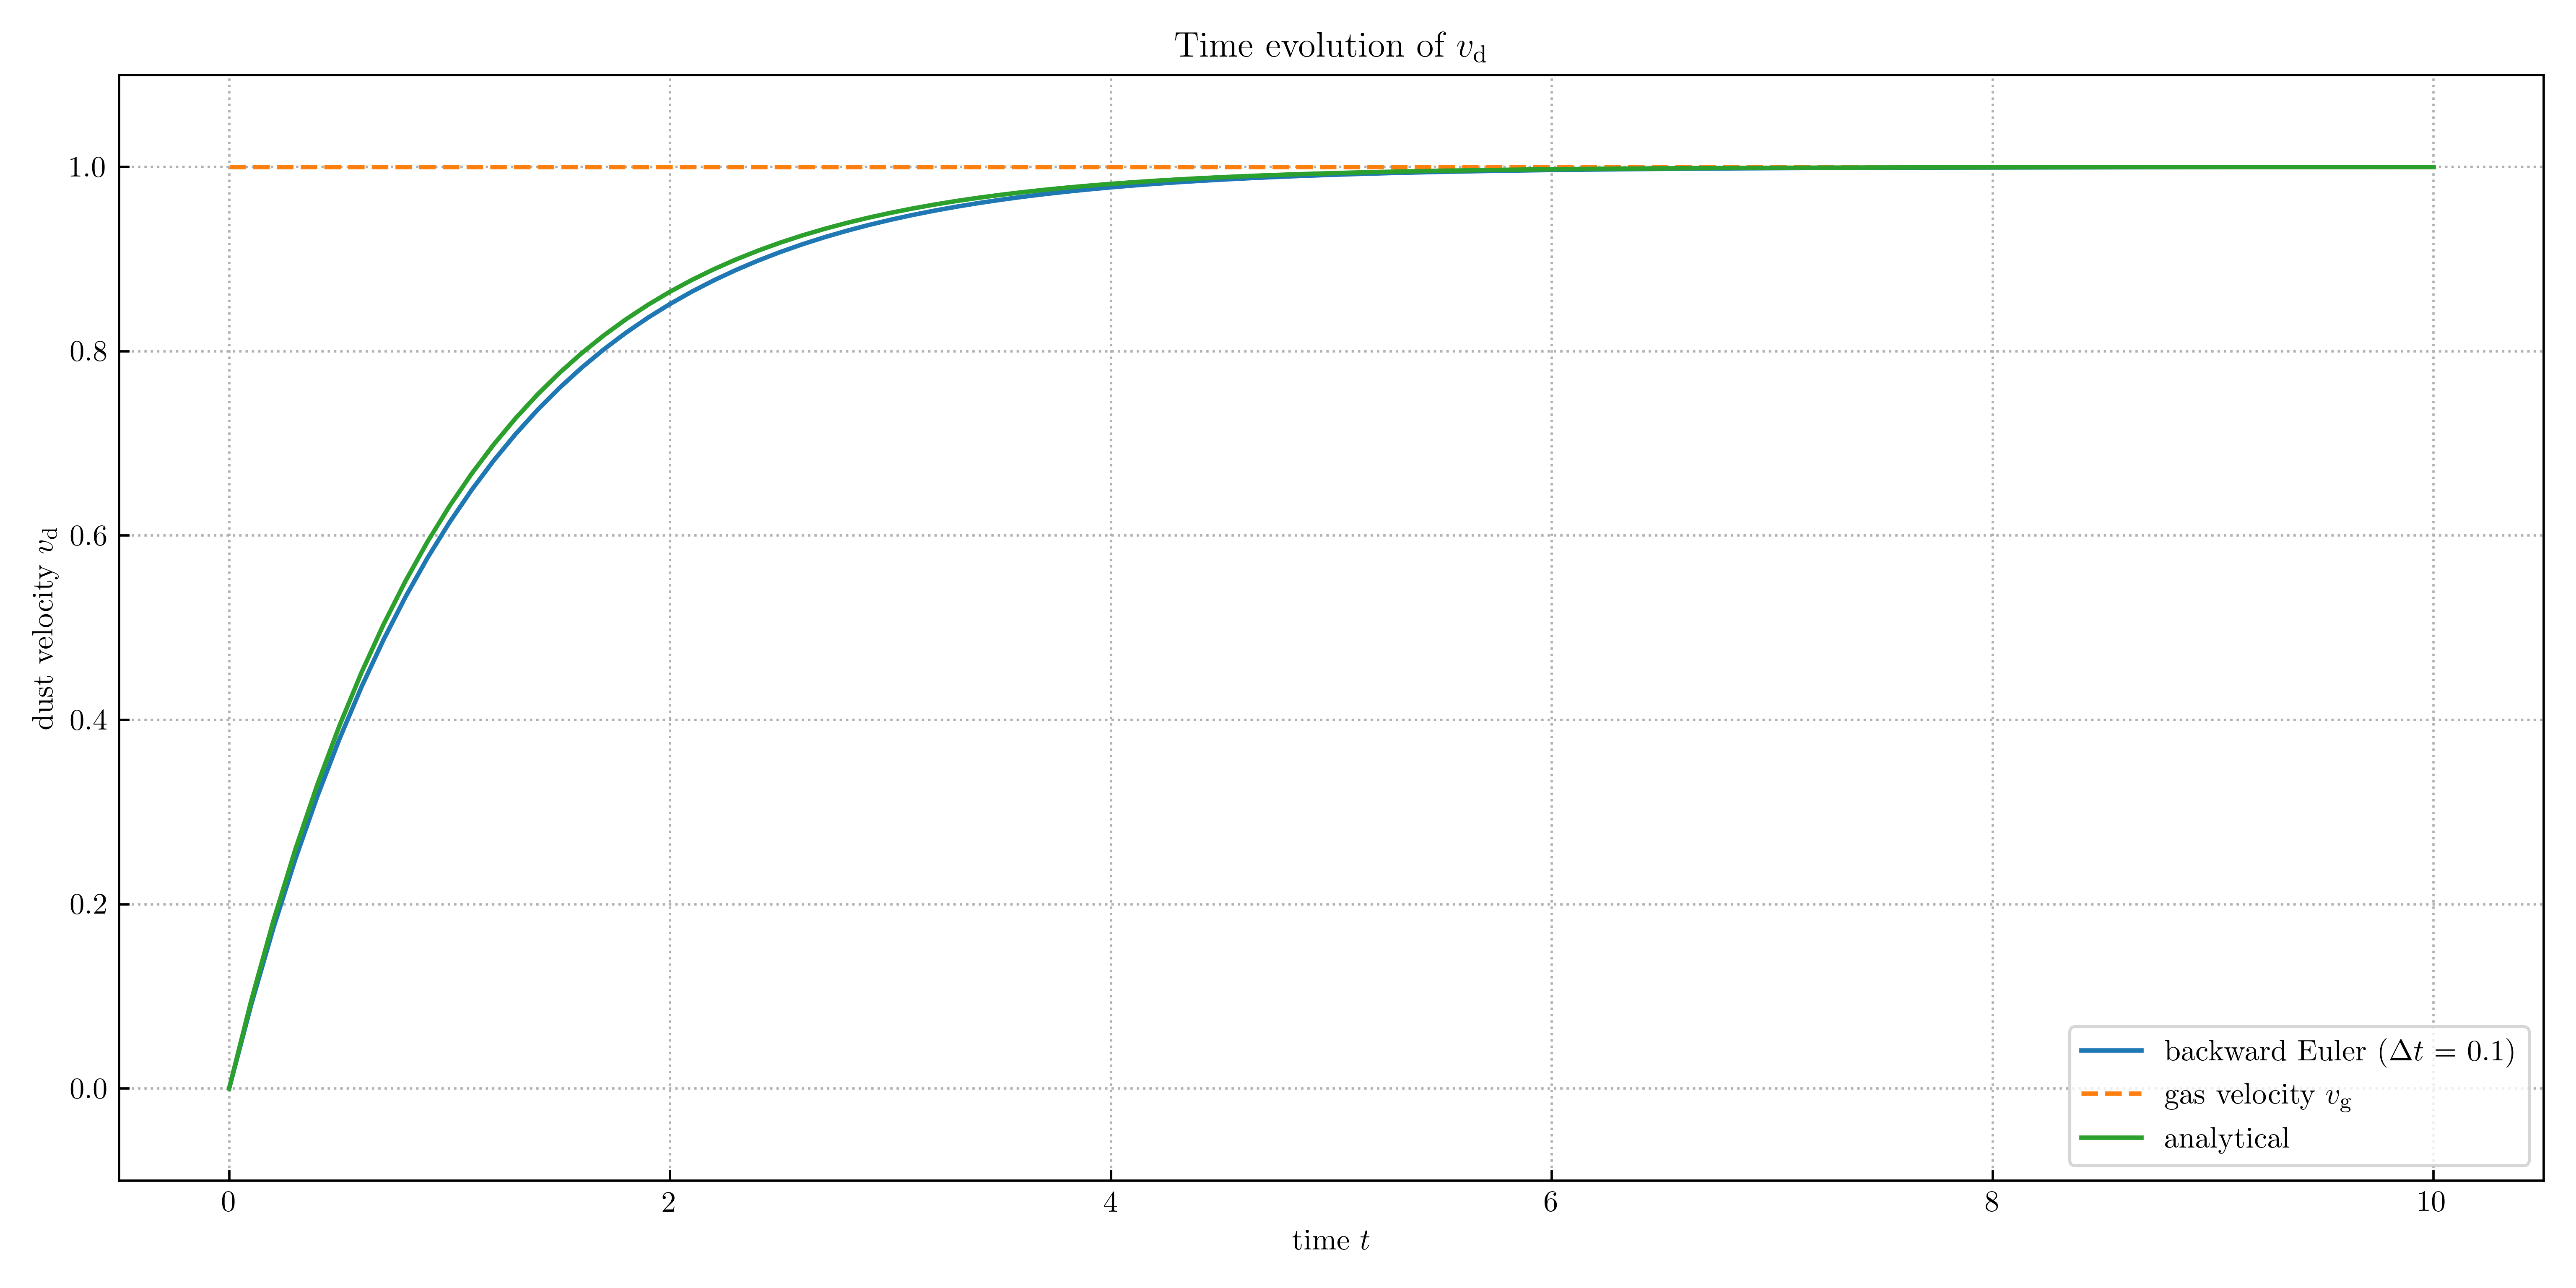 Time evolution of v_d
dust velocity v_d
1.0
0.8
0.6
0.4
0.2
0.0
0 2 4 6 8 10
time t
backward Euler (Δt = 0.1)
gas velocity v_g
analytical